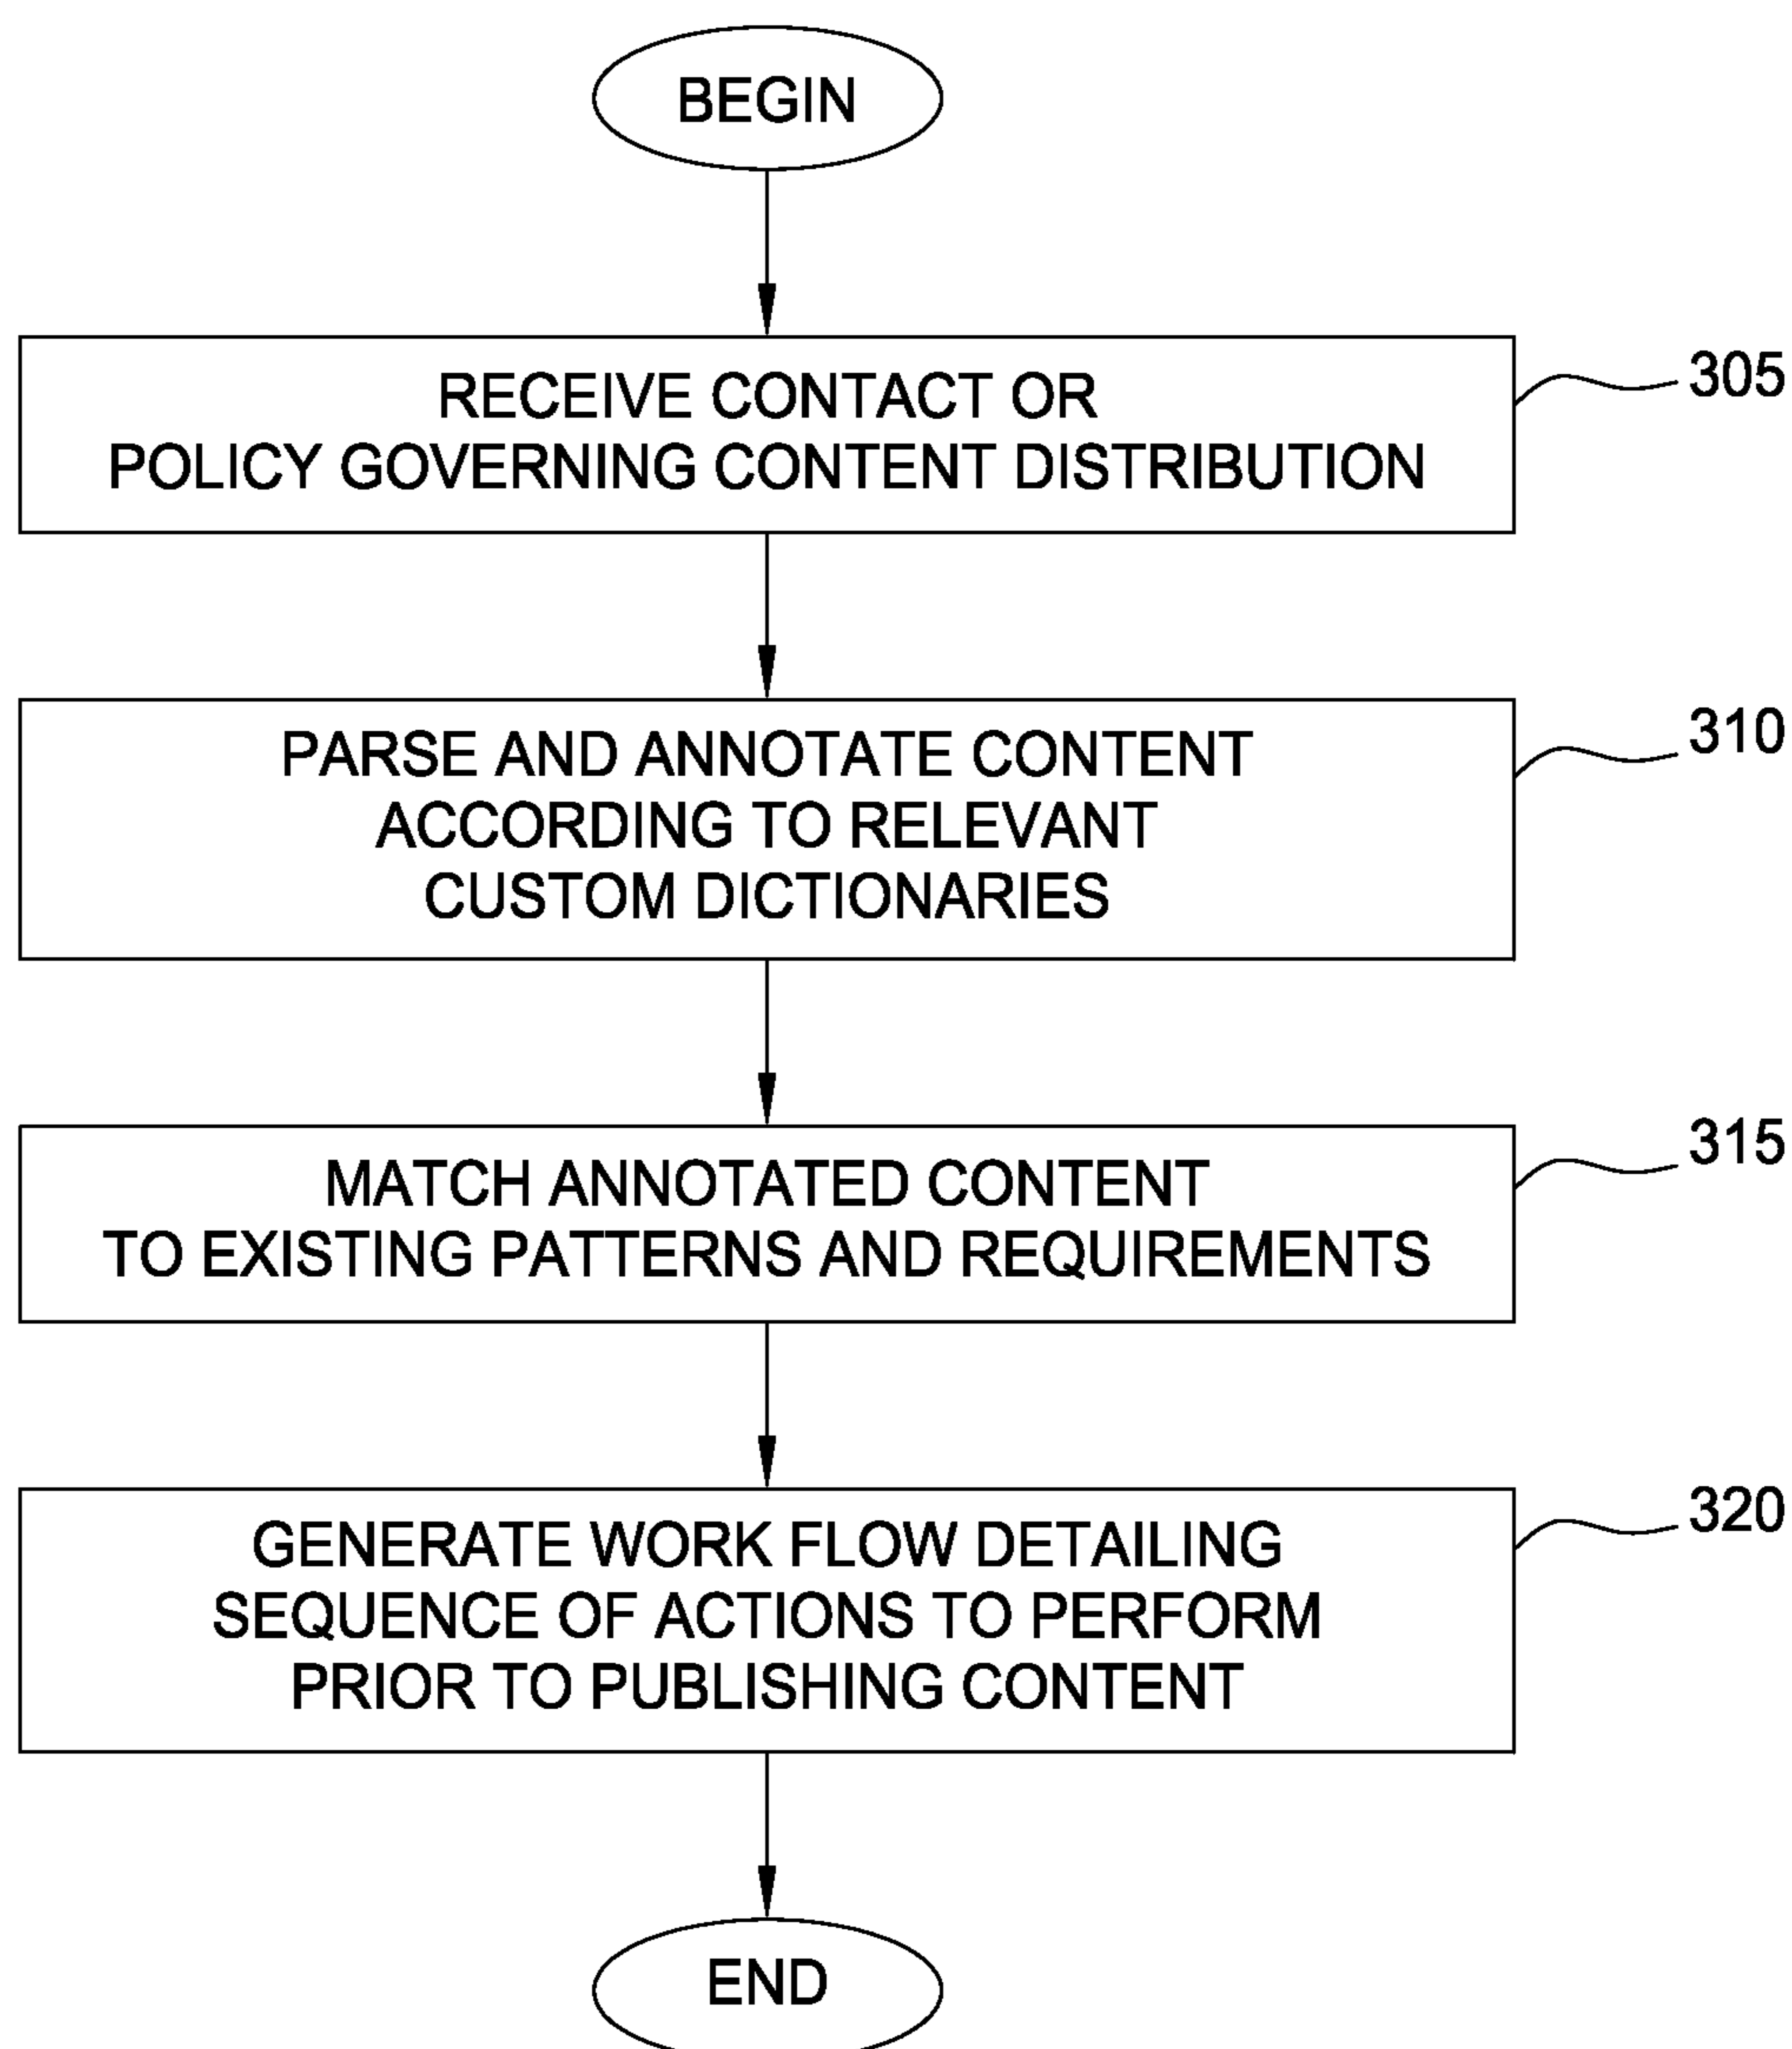 BEGIN
RECEIVE CONTACT OR
POLICY GOVERNING CONTENT DISTRIBUTION
305
PARSE AND ANNOTATE CONTENT
ACCORDING TO RELEVANT
CUSTOM DICTIONARIES
310
MATCH ANNOTATED CONTENT
TO EXISTING PATTERNS AND REQUIREMENTS
315
GENERATE WORK FLOW DETAILING
SEQUENCE OF ACTIONS TO PERFORM
PRIOR TO PUBLISHING CONTENT
320
END